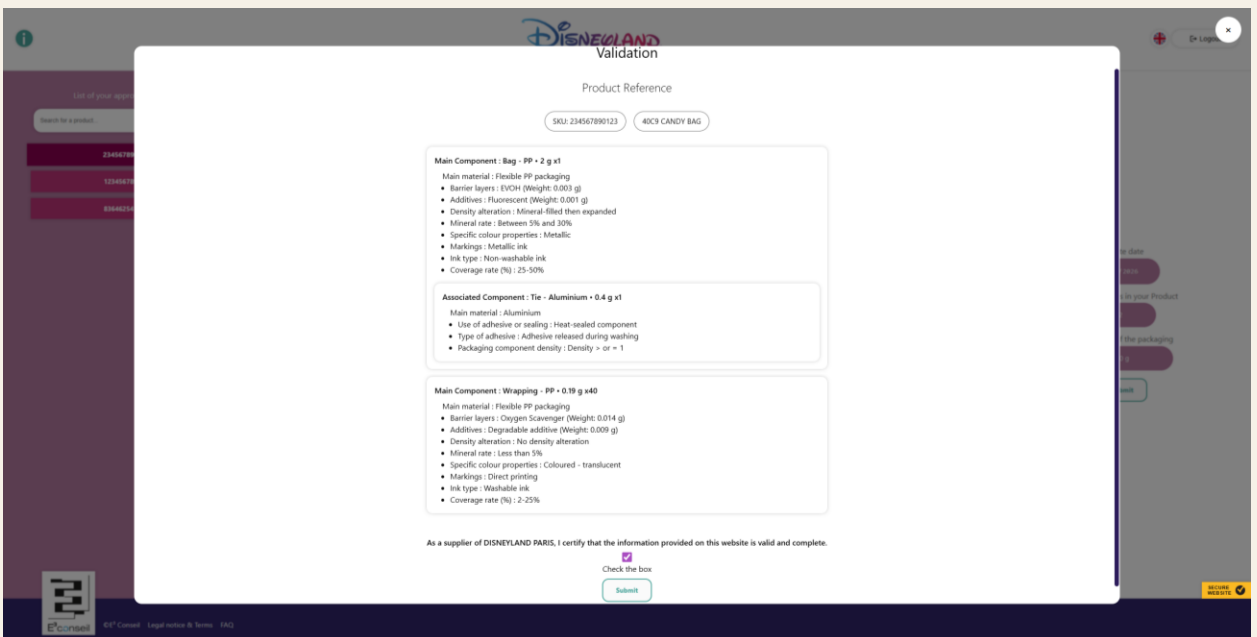 i
DISNEYLAND
Logou
×
Validation
Product Reference
SKU: 234567890123
40C9 CANDY BAG
List of your appro
Search for a product...
23456789
12345678
Main Component : Bag - PP • 2 g x1
Main material : Flexible PP packaging
• Barrier layers : EVOH (Weight: 0.003 g)
• Additives : Fluorescent (Weight: 0.001 g)
• Density alteration : Mineral-filled then expanded
• Mineral rate : Between 5% and 30%
• Specific colour properties : Metallic
• Markings : Metallic ink
• Ink type : Non-washable ink
• Coverage rate (%) : 25-50%
Associated Component : Tie - Aluminium • 0.4 g x1
Main material : Aluminium
• Use of adhesive or sealing : Heat-sealed component
• Type of adhesive : Adhesive released during washing
• Packaging component density : Density > or = 1
Main Component : Wrapping - PP • 0.19 g x40
Main material : Flexible PP packaging
• Barrier layers : Oxygen Scavenger (Weight: 0.014 g)
• Additives : Degradable additive (Weight: 0.009 g)
• Density alteration : No density alteration
• Mineral rate : Less than 5%
• Specific colour properties : Coloured - translucent
• Markings : Direct printing
• Ink type : Washable ink
• Coverage rate (%) : 2-25%
te date
s in your Product
f the packaging
bmit
As a supplier of DISNEYLAND PARIS, I certify that the information provided on this website is valid and complete.
Check the box
Submit
SECURE
WEBSITE
E³conseil
©E³ Conseil Legal notice & Terms FAQ